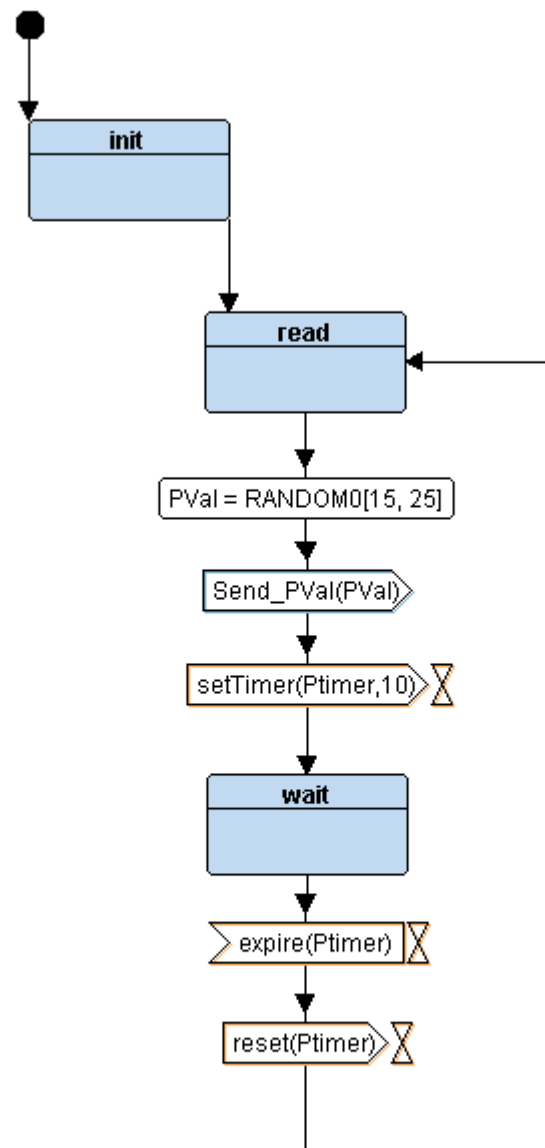 init
read
PVal = RANDOM0[15, 25]
Send_PVal(PVal)
setTimer(Ptimer,10)
wait
expire(Ptimer)
reset(Ptimer)